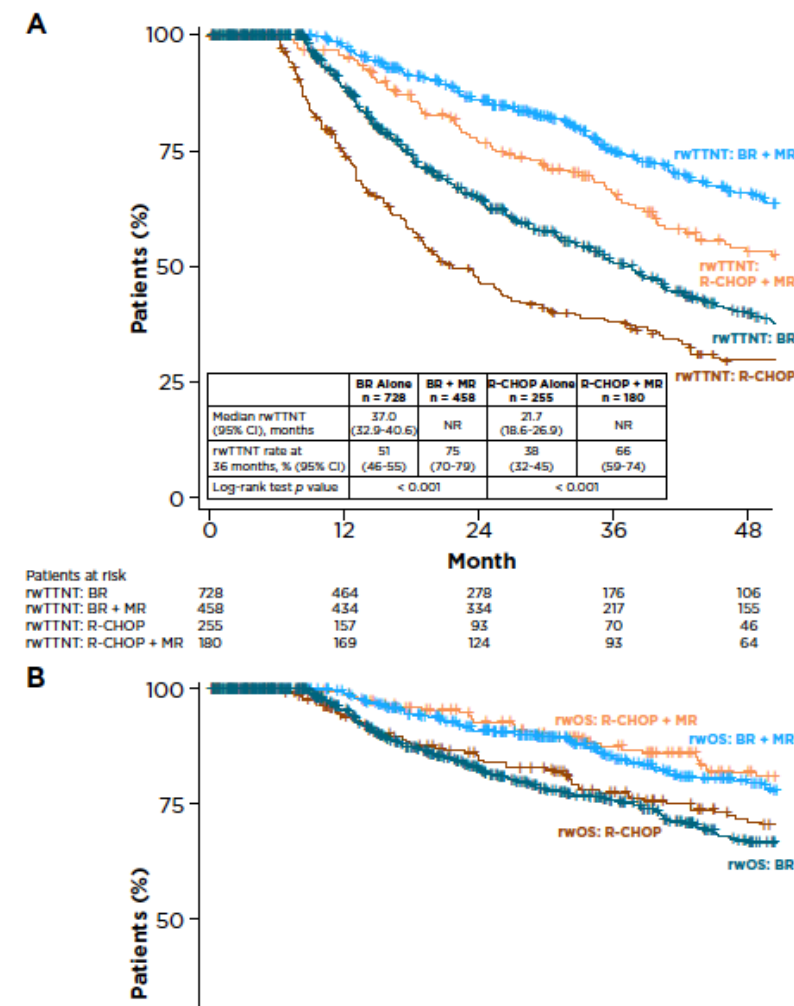 A
100
75
50
25
0
Patients (%)
rwTTNT: BR + MR
rwTTNT:
R-CHOP + MR
rwTTNT: BR
rwTTNT: R-CHOP
BR Alone n = 728 BR + MR n = 458 R-CHOP Alone n = 255 R-CHOP + MR n = 180
Median rwTTNT (95% CI), months 37.0 (32.9-40.6) NR 21.7 (18.6-26.9) NR
rwTTNT rate at 36 months, % (95% CI) 51 (46-55) 75 (70-79) 38 (32-45) 66 (59-74)
Log-rank test p value < 0.001 < 0.001
0 12 24 36 48
Month
Patients at risk
rwTTNT: BR 728 464 278 176 106
rwTTNT: BR + MR 458 434 334 217 155
rwTTNT: R-CHOP 255 157 93 70 46
rwTTNT: R-CHOP + MR 180 169 124 93 64
B
100
75
50
Patients (%)
rwOS: R-CHOP + MR
rwOS: BR + MR
rwOS: R-CHOP
rwOS: BR